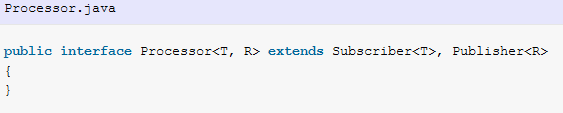 Processor.java
public interface Processor<T, R> extends Subscriber<T>, Publisher<R>
{
}